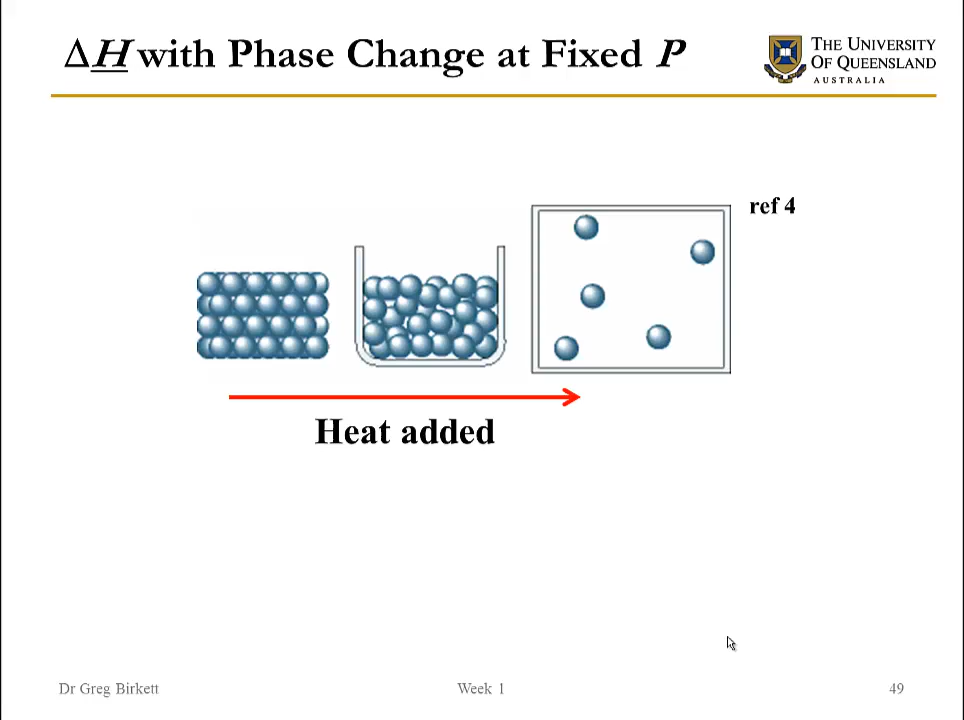 ΔH with Phase Change at Fixed P
THE UNIVERSITY
OF QUEENSLAND
AUSTRALIA
ref 4
Heat added
Dr Greg Birkett
Week 1
49